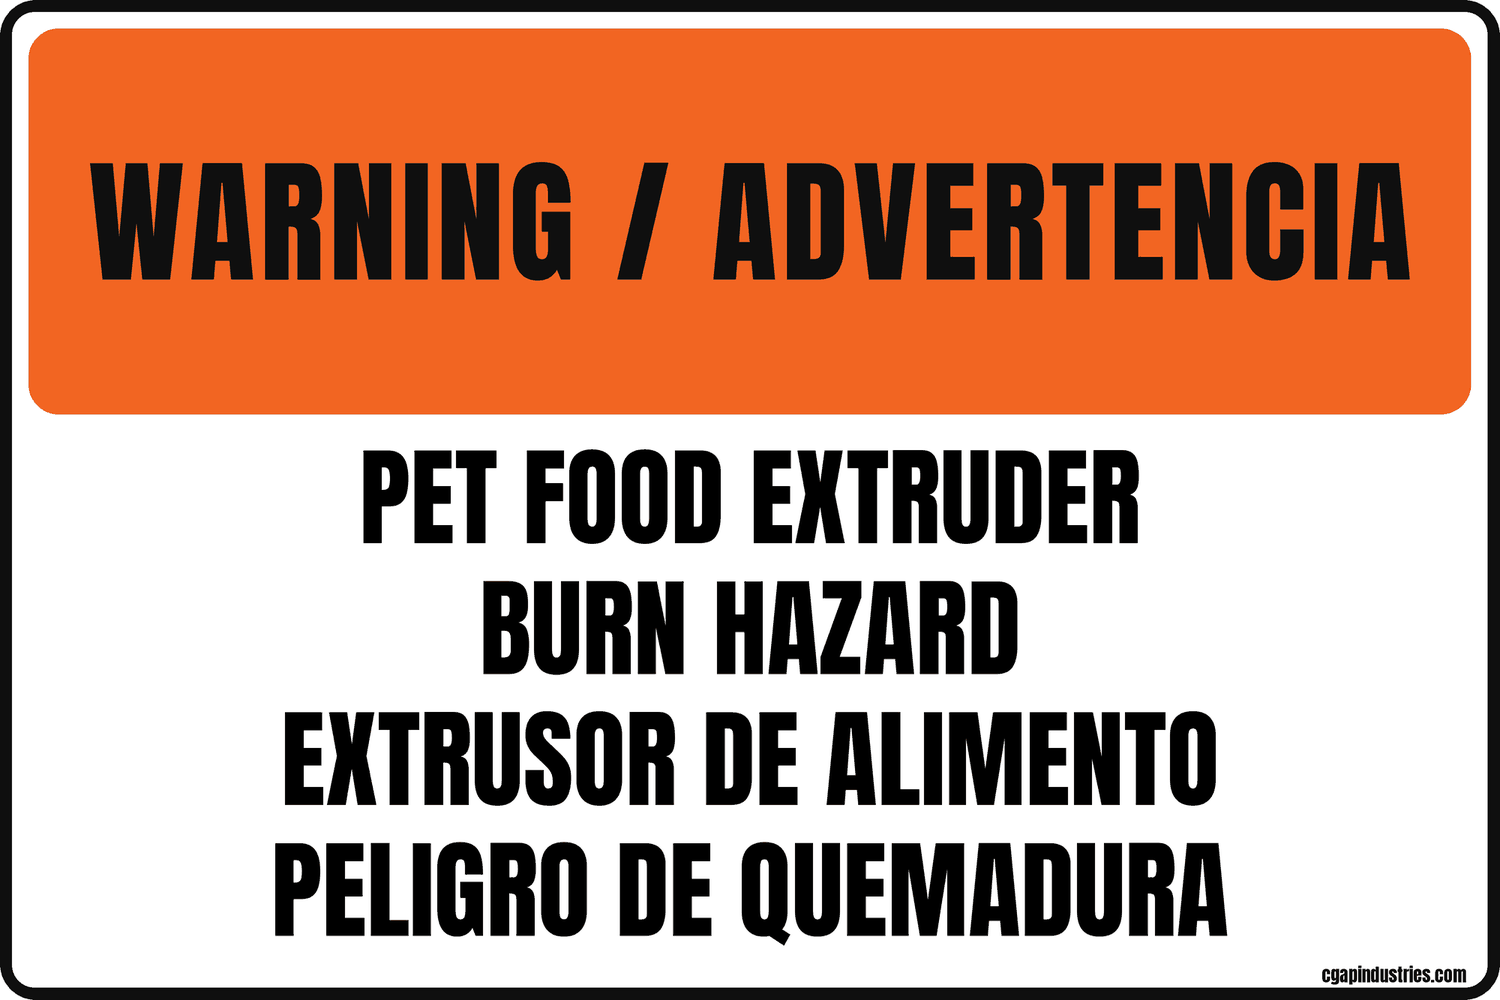 WARNING / ADVERTENCIA
PET FOOD EXTRUDER
BURN HAZARD
EXTRUSOR DE ALIMENTO
PELIGRO DE QUEMADURA
cgapindustries.com